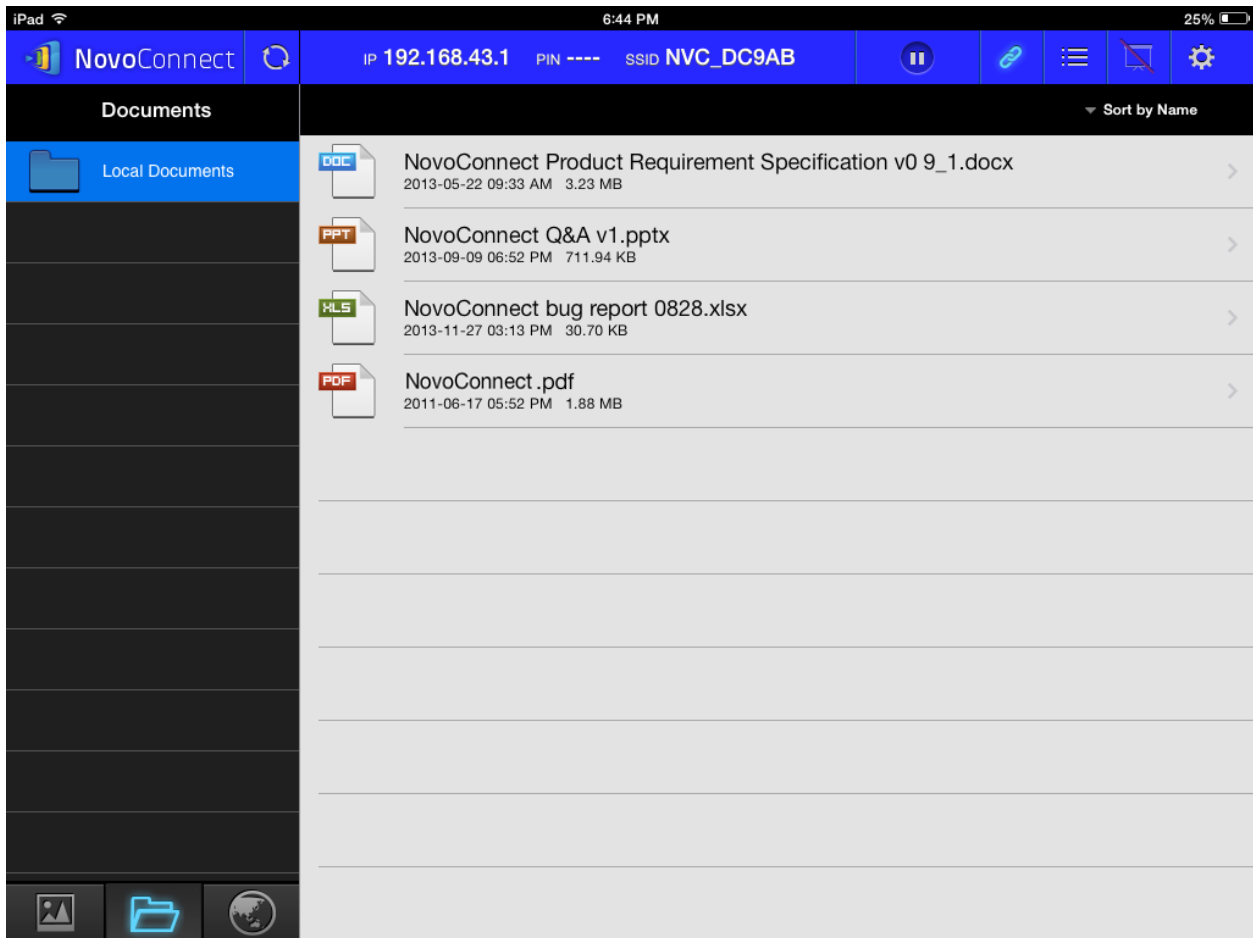 iPad 6:44 PM 25%
NovoConnect IP 192.168.43.1 PIN ---- SSID NVC_DC9AB
Documents
Sort by Name
Local Documents
DOC
NovoConnect Product Requirement Specification v0 9_1.docx
2013-05-22 09:33 AM 3.23 MB
PPT
NovoConnect Q&A v1.pptx
2013-09-09 06:52 PM 711.94 KB
XLS
NovoConnect bug report 0828.xlsx
2013-11-27 03:13 PM 30.70 KB
PDF
NovoConnect .pdf
2011-06-17 05:52 PM 1.88 MB